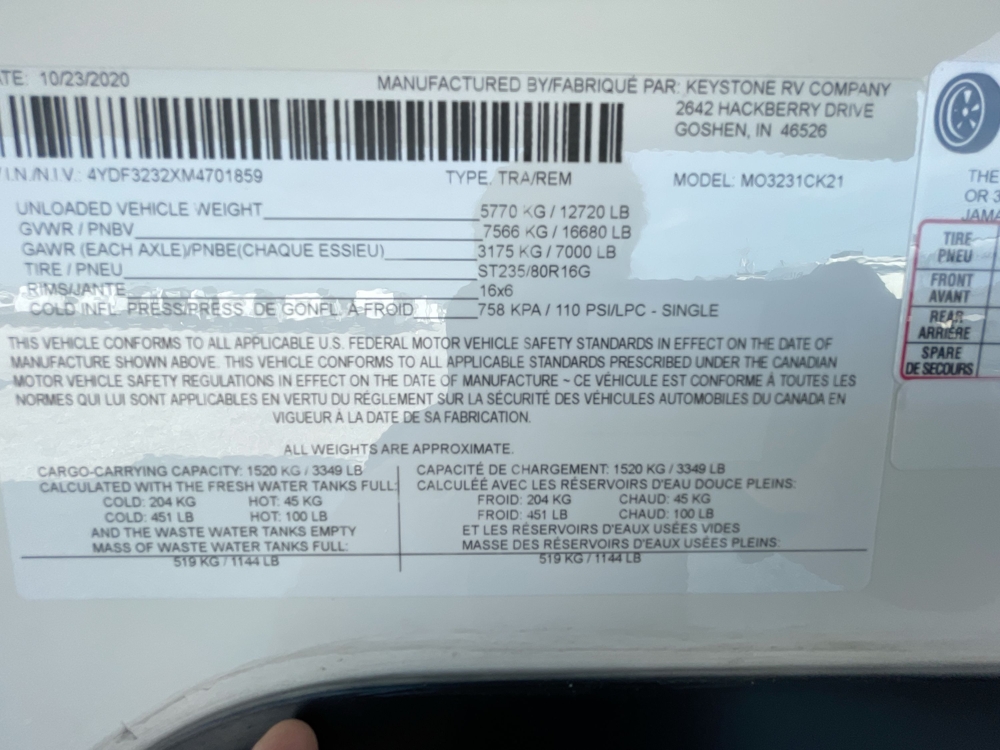 ATE: 10/23/2020
MANUFACTURED BY/FABRIQUÉ PAR: KEYSTONE RV COMPANY
2642 HACKBERRY DRIVE
GOSHEN, IN 46526
V.I.N./N.I.V.: 4YDF3232XM4701859 TYPE. TRA/REM MODEL: MO3231CK21
UNLOADED VEHICLE WEIGHT 5770 KG / 12720 LB
GVWR / PNBV 7566 KG / 16680 LB
GAWR (EACH AXLE)/PNBE(CHAQUE ESSIEU) 3175 KG / 7000 LB
TIRE / PNEU ST235/80R16G
RIMS/JANTE 16x6
COLD INFL. PRESS/PRESS. DE GONFL. A-FROID 758 KPA / 110 PSI/LPC - SINGLE
THIS VEHICLE CONFORMS TO ALL APPLICABLE U.S. FEDERAL MOTOR VEHICLE SAFETY STANDARDS IN EFFECT ON THE DATE OF
MANUFACTURE SHOWN ABOVE. THIS VEHICLE CONFORMS TO ALL APPLICABLE STANDARDS PRESCRIBED UNDER THE CANADIAN
MOTOR VEHICLE SAFETY REGULATIONS IN EFFECT ON THE DATE OF MANUFACTURE ~ CE VÉHICULE EST CONFORME À TOUTES LES
NORMES QUI LUI SONT APPLICABLES EN VERTU DU RÉGLEMENT SUR LA SÉCURITÉ DES VÉHICULES AUTOMOBILES DU CANADA EN
VIGUEUR À LA DATE DE SA FABRICATION.
ALL WEIGHTS ARE APPROXIMATE.
CARGO-CARRYING CAPACITY: 1520 KG / 3349 LB
CALCULATED WITH THE FRESH WATER TANKS FULL:
COLD: 204 KG HOT: 45 KG
COLD: 451 LB HOT: 100 LB
AND THE WASTE WATER TANKS EMPTY
MASS OF WASTE WATER TANKS FULL:
519 KG / 1144 LB
CAPACITÉ DE CHARGEMENT: 1520 KG / 3349 LB
CALCULÉE AVEC LES RÉSERVOIRS D'EAU DOUCE PLEINS:
FROID: 204 KG CHAUD: 45 KG
FROID: 451 LB CHAUD: 100 LB
ET LES RÉSERVOIRS D'EAUX USÉES VIDES
MASSE DES RÉSERVOIRS D'EAUX USÉES PLEINS:
519 KG / 1144 LB
THE
OR 3
JAMA
TIRE
PNEU
FRONT
AVANT
REAR
ARRIÈRE
SPARE
DE SECOURS